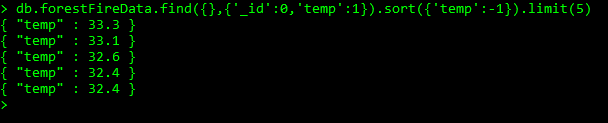 > db.forestFireData.find({},{'_id':0,'temp':1}).sort({'temp':-1}).limit(5)
{ "temp" : 33.3 }
{ "temp" : 33.1 }
{ "temp" : 32.6 }
{ "temp" : 32.4 }
{ "temp" : 32.4 }
>